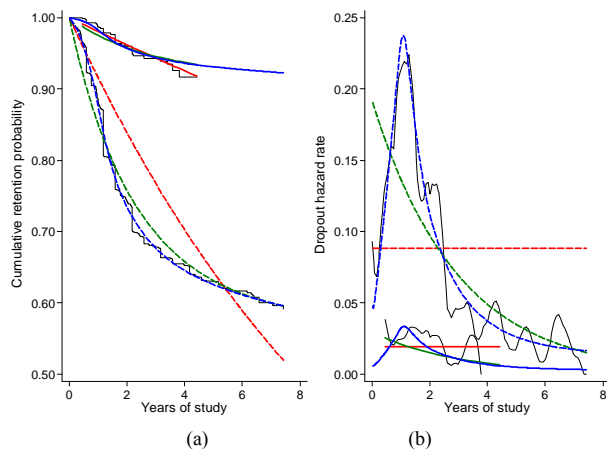 1.00
0.90
0.80
0.70
0.60
0.50
Cumulative retention probability
0 2 4 6 8
Years of study
(a)
0.25
0.20
0.15
0.10
0.05
0.00
Dropout hazard rate
0 2 4 6 8
Years of study
(b)